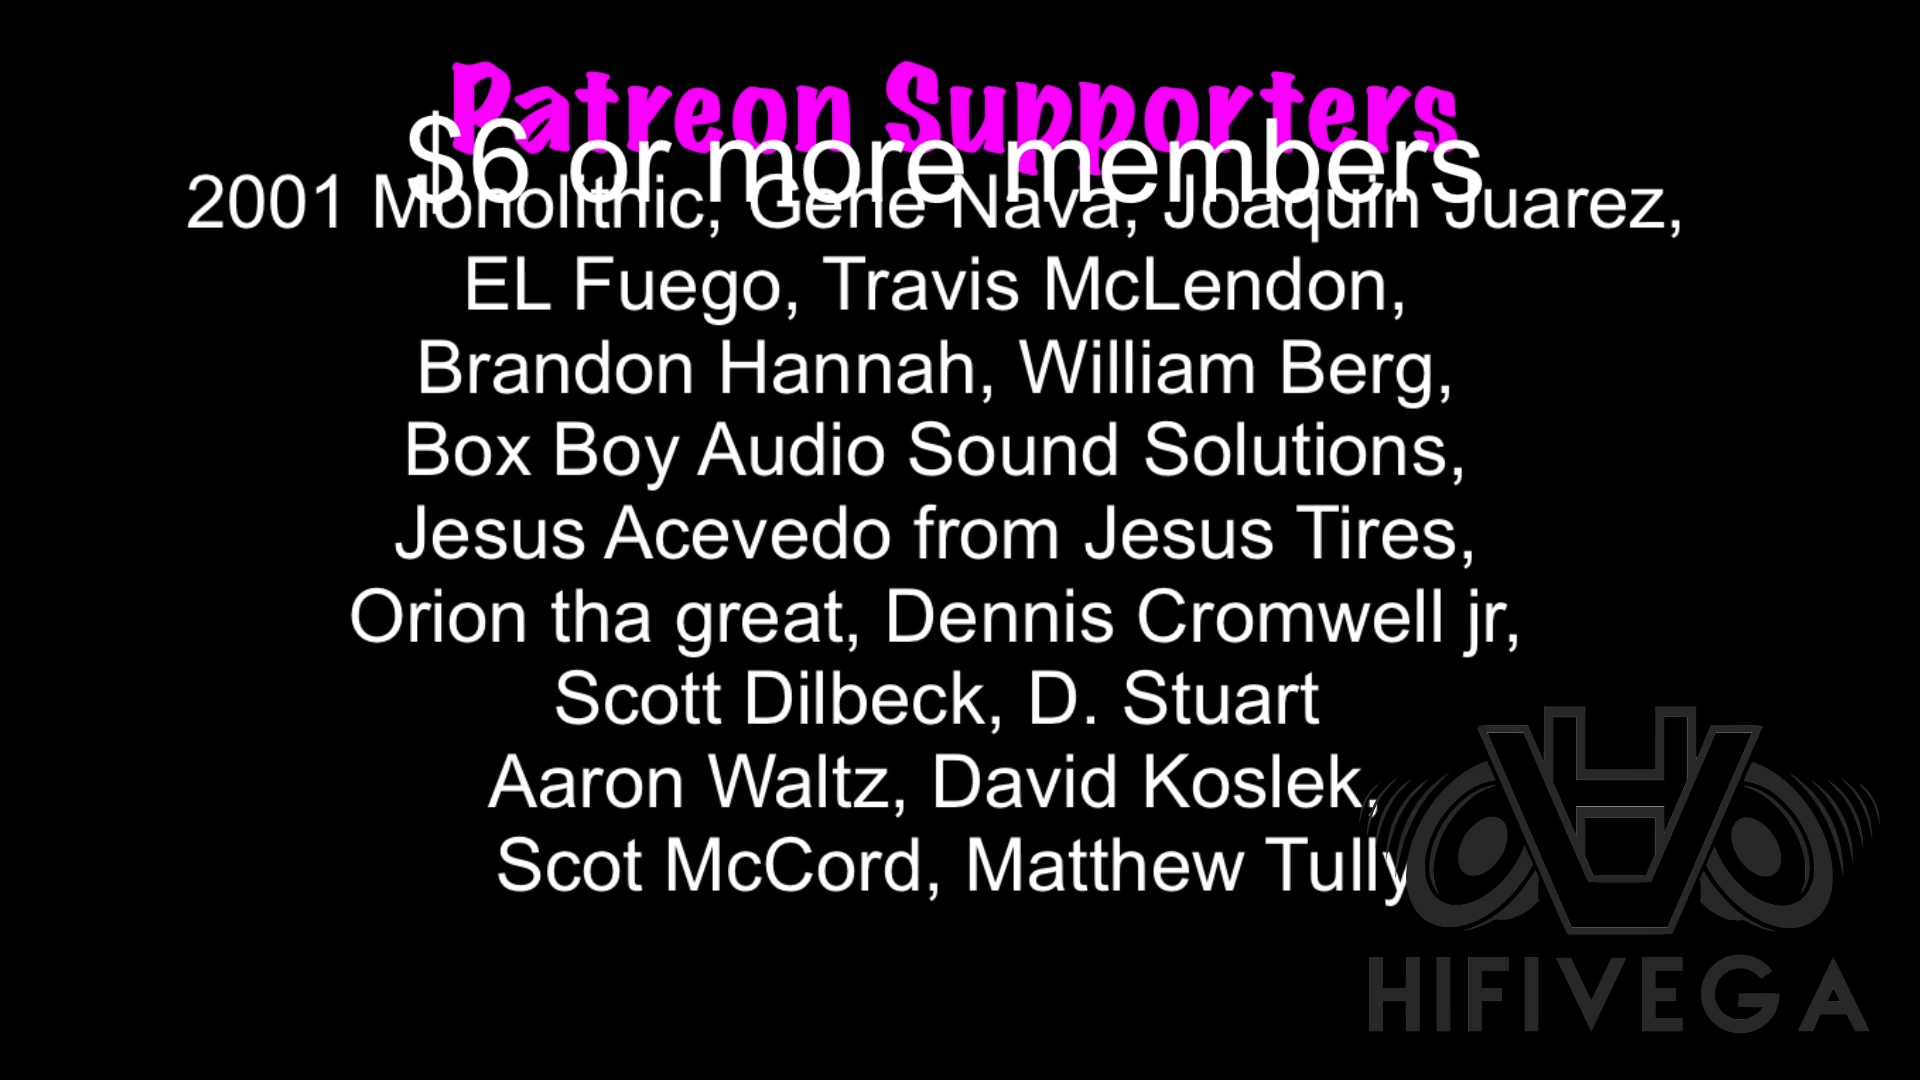 Patreon Supporters
$6 or more members
2001 Monolithic, Gene Nava, Joaquin Juarez,
EL Fuego, Travis McLendon,
Brandon Hannah, William Berg,
Box Boy Audio Sound Solutions,
Jesus Acevedo from Jesus Tires,
Orion tha great, Dennis Cromwell jr,
Scott Dilbeck, D. Stuart
Aaron Waltz, David Koslek,
Scot McCord, Matthew Tully
HIFIVEGA